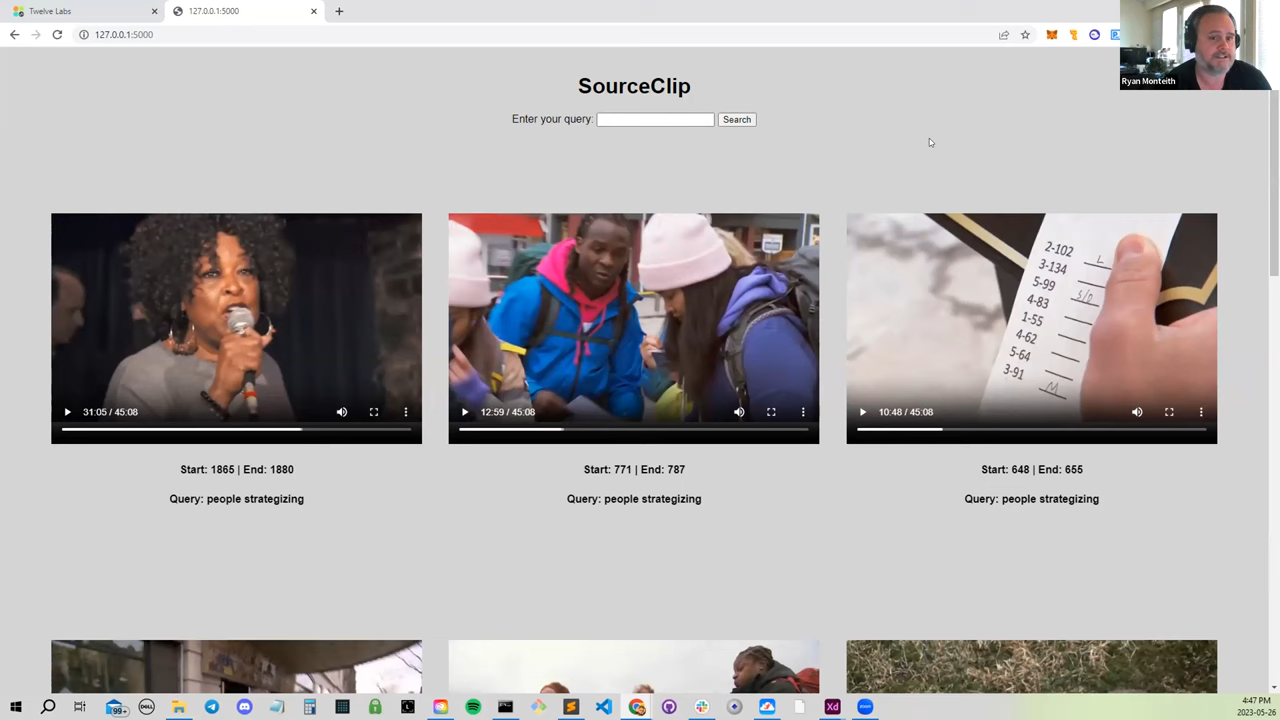 Twelve Labs
127.0.0.1:5000
127.0.0.1:5000
Ryan Monteith
SourceClip
Enter your query:
Search
2-102 L
3-134
5-99 S/D
4-83
1-55
4-62
5-64
3-91 M
31:05 / 45:08
12:59 / 45:08
10:48 / 45:08
Start: 1865 | End: 1880
Start: 771 | End: 787
Start: 648 | End: 655
Query: people strategizing
Query: people strategizing
Query: people strategizing
99+
DELL
Xd
zoom
4:47 PM
2023-05-26